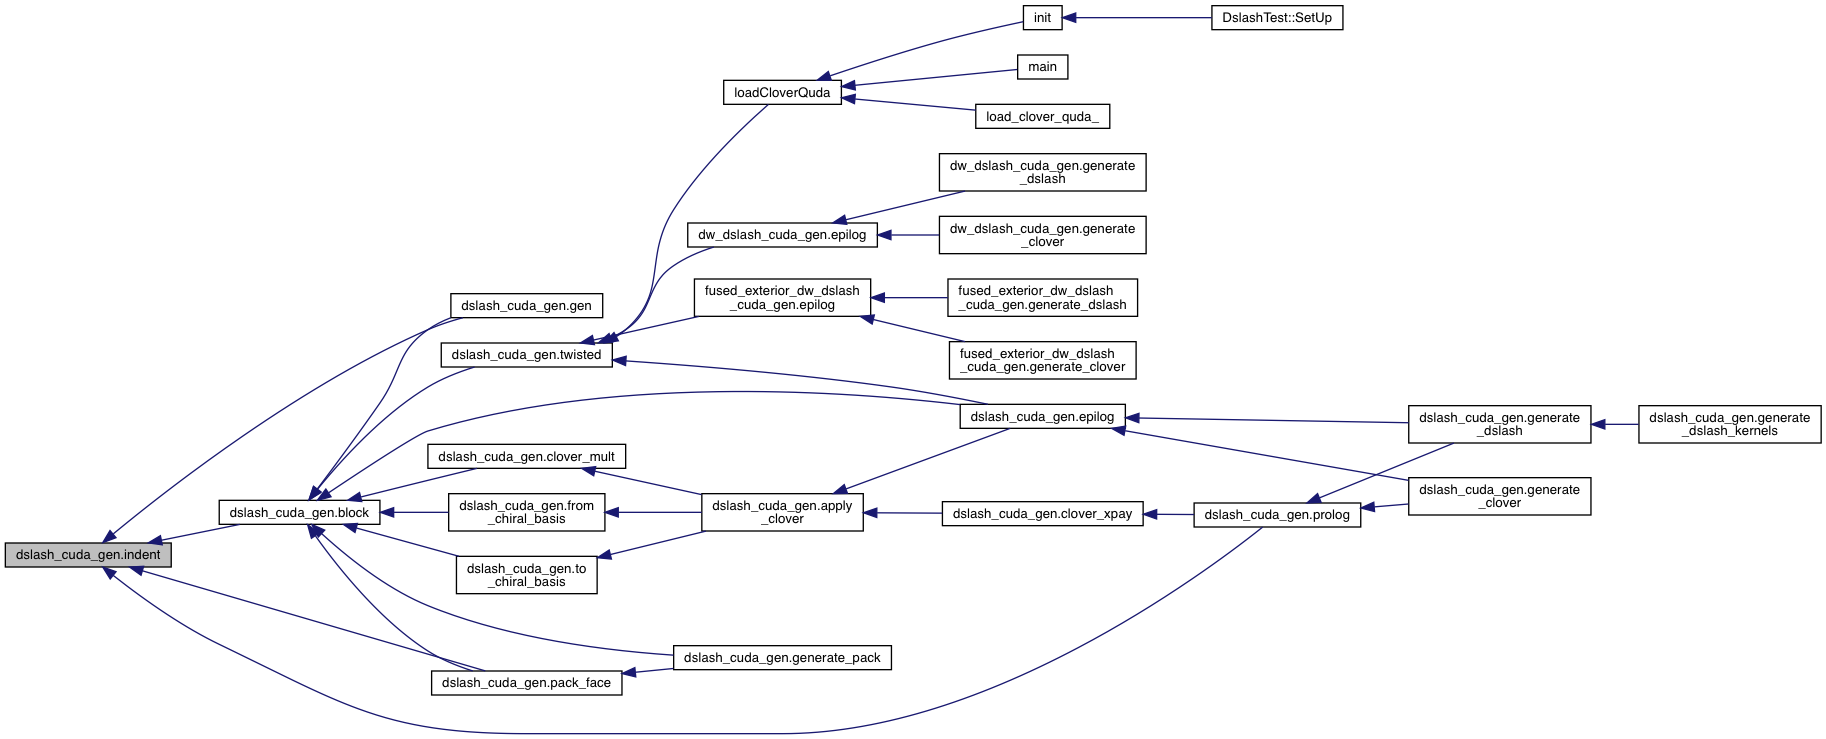 init
DslashTest::SetUp
main
loadCloverQuda
load_clover_quda_
dw_dslash_cuda_gen.generate
_dslash
dw_dslash_cuda_gen.epilog
dw_dslash_cuda_gen.generate
_clover
fused_exterior_dw_dslash
_cuda_gen.epilog
fused_exterior_dw_dslash
_cuda_gen.generate_dslash
dslash_cuda_gen.gen
dslash_cuda_gen.twisted
fused_exterior_dw_dslash
_cuda_gen.generate_clover
dslash_cuda_gen.epilog
dslash_cuda_gen.generate
_dslash
dslash_cuda_gen.generate
_dslash_kernels
dslash_cuda_gen.clover_mult
dslash_cuda_gen.block
dslash_cuda_gen.from
_chiral_basis
dslash_cuda_gen.apply
_clover
dslash_cuda_gen.clover_xpay
dslash_cuda_gen.prolog
dslash_cuda_gen.generate
_clover
dslash_cuda_gen.indent
dslash_cuda_gen.to
_chiral_basis
dslash_cuda_gen.generate_pack
dslash_cuda_gen.pack_face